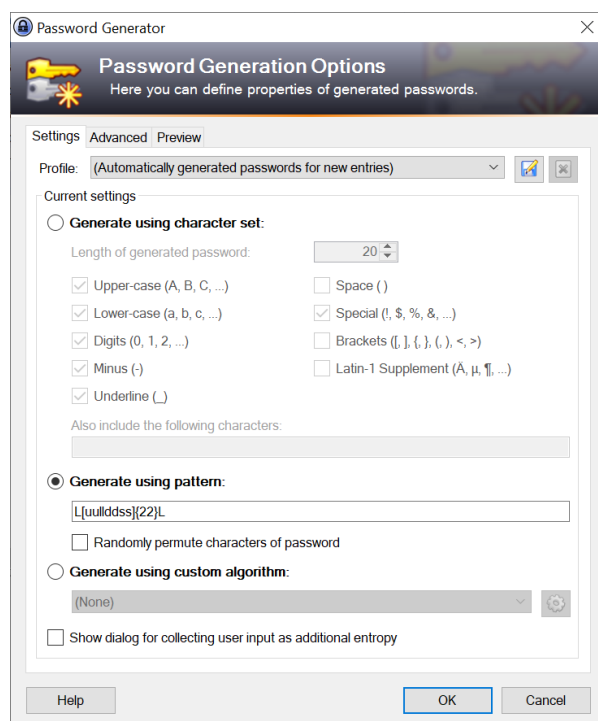 Password Generator
Password Generation Options
Here you can define properties of generated passwords.
Settings Advanced Preview
Profile: (Automatically generated passwords for new entries)
Current settings
Generate using character set:
Length of generated password: 20
Upper-case (A, B, C, ...) Space ( )
Lower-case (a, b, c, ...) Special (!, $, %, &, ...)
Digits (0, 1, 2, ...) Brackets ([, ], {, }, (, ), <, >)
Minus (-) Latin-1 Supplement (Ä, µ, ¶, ...)
Underline (_)
Also include the following characters:
Generate using pattern:
L[uullddss]{22}L
Randomly permute characters of password
Generate using custom algorithm:
(None)
Show dialog for collecting user input as additional entropy
Help OK Cancel